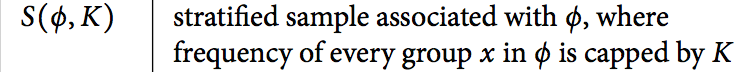 S(ϕ, K) stratified sample associated with ϕ, where
frequency of every group x in ϕ is capped by K